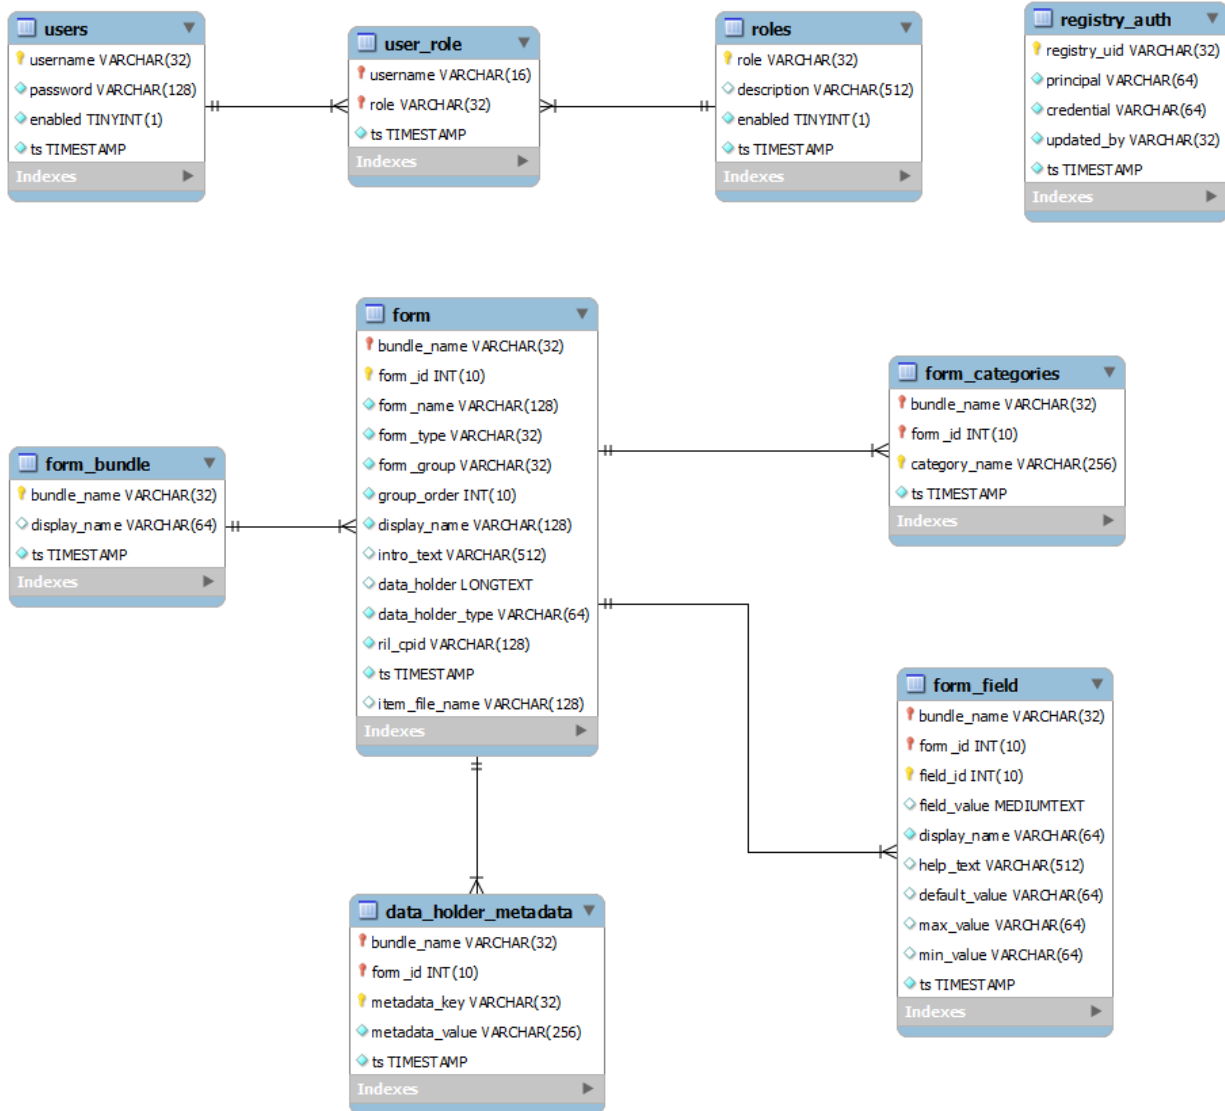 users
username VARCHAR(32)
password VARCHAR(128)
enabled TINYINT(1)
ts TIMESTAMP
Indexes
user_role
username VARCHAR(16)
role VARCHAR(32)
ts TIMESTAMP
Indexes
roles
role VARCHAR(32)
description VARCHAR(512)
enabled TINYINT(1)
ts TIMESTAMP
Indexes
registry_auth
registry_uid VARCHAR(32)
principal VARCHAR(64)
credential VARCHAR(64)
updated_by VARCHAR(32)
ts TIMESTAMP
Indexes
form
bundle_name VARCHAR(32)
form_id INT(10)
form_name VARCHAR(128)
form_type VARCHAR(32)
form_group VARCHAR(32)
group_order INT(10)
display_name VARCHAR(128)
intro_text VARCHAR(512)
data_holder LONGTEXT
data_holder_type VARCHAR(64)
ril_cpid VARCHAR(128)
ts TIMESTAMP
item_file_name VARCHAR(128)
Indexes
form_categories
bundle_name VARCHAR(32)
form_id INT(10)
category_name VARCHAR(256)
ts TIMESTAMP
Indexes
form_bundle
bundle_name VARCHAR(32)
display_name VARCHAR(64)
ts TIMESTAMP
Indexes
form_field
bundle_name VARCHAR(32)
form_id INT(10)
field_id INT(10)
field_value MEDIUMTEXT
display_name VARCHAR(64)
help_text VARCHAR(512)
default_value VARCHAR(64)
max_value VARCHAR(64)
min_value VARCHAR(64)
ts TIMESTAMP
Indexes
data_holder_metadata
bundle_name VARCHAR(32)
form_id INT(10)
metadata_key VARCHAR(32)
metadata_value VARCHAR(256)
ts TIMESTAMP
Indexes